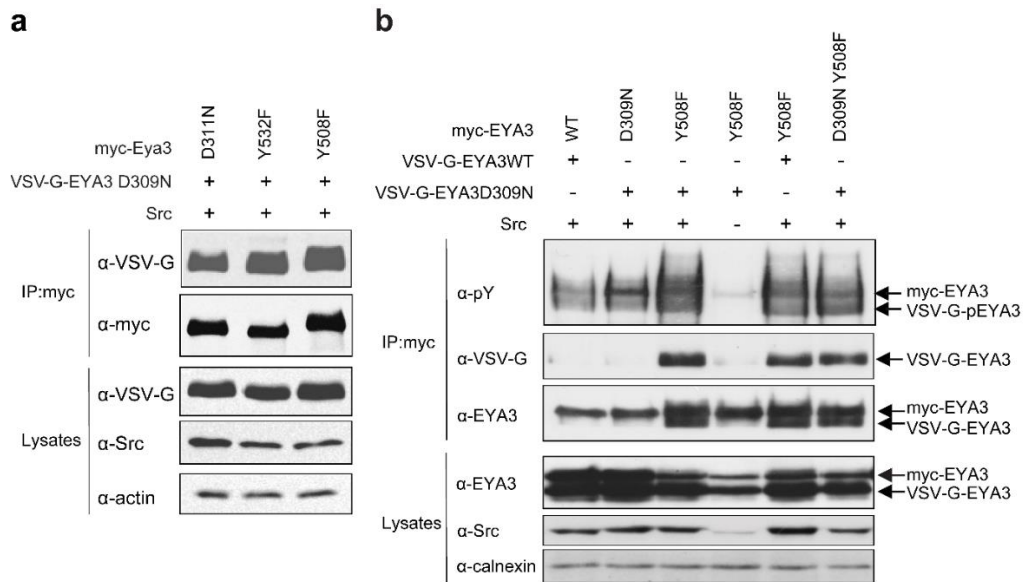 a
D311N Y532F Y508F
myc-Eya3
VSV-G-EYA3 D309N + + +
Src + + +
IP:myc
α-VSV-G
α-myc
Lysates
α-VSV-G
α-Src
α-actin
b
WT D309N Y508F Y508F Y508F D309N Y508F
myc-EYA3
VSV-G-EYA3WT + - - - + -
VSV-G-EYA3D309N - + + + - +
Src + + + - + +
IP:myc
α-pY
myc-EYA3
VSV-G-pEYA3
α-VSV-G
VSV-G-EYA3
α-EYA3
myc-EYA3
VSV-G-EYA3
Lysates
α-EYA3
myc-EYA3
VSV-G-EYA3
α-Src
α-calnexin